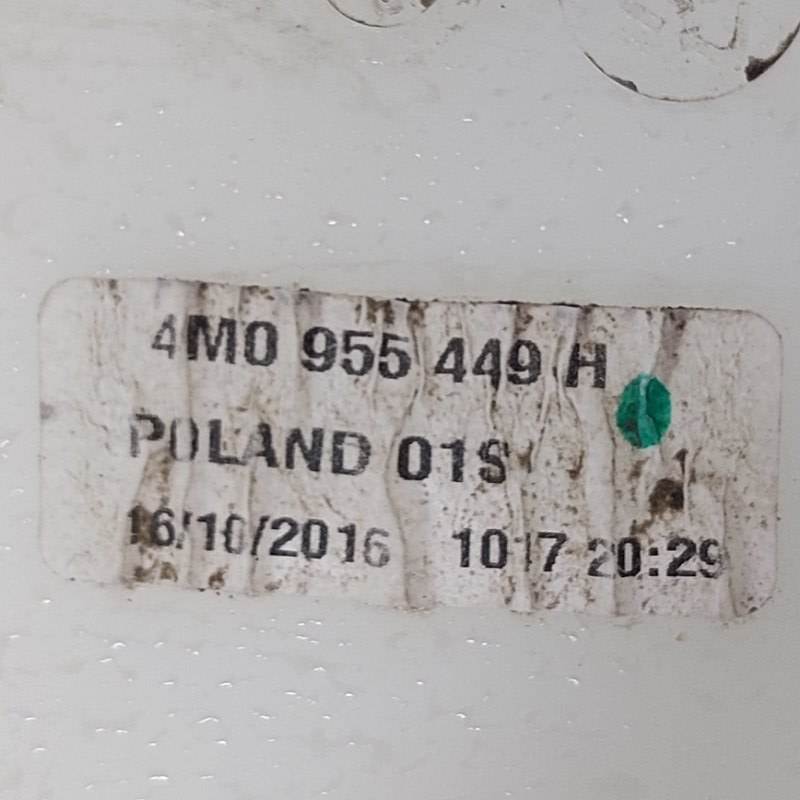 4M0 955 449 H
POLAND 01S
16/10/2016 1017 20:29